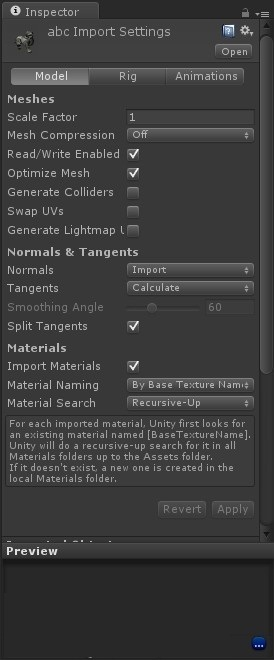 Inspector
abc Import Settings
Open
Model Rig Animations
Meshes
Scale Factor 1
Mesh Compression Off
Read/Write Enabled
Optimize Mesh
Generate Colliders
Swap UVs
Generate Lightmap U
Normals & Tangents
Normals Import
Tangents Calculate
Smoothing Angle 60
Split Tangents
Materials
Import Materials
Material Naming By Base Texture Nam
Material Search Recursive-Up
For each imported material, Unity first looks for
an existing material named [BaseTextureName].
Unity will do a recursive-up search for it in all
Materials folders up to the Assets folder.
If it doesn't exist, a new one is created in the
local Materials folder.
Revert Apply
Preview